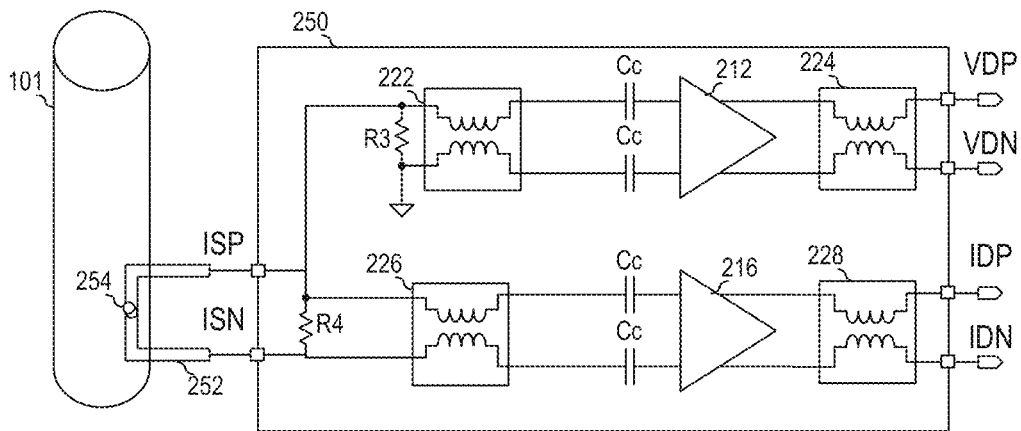 250
101
222
Cc
212
224
VDP
R3
Cc
VDN
ISP
254
ISN
R4
226
Cc
216
228
IDP
Cc
IDN
252